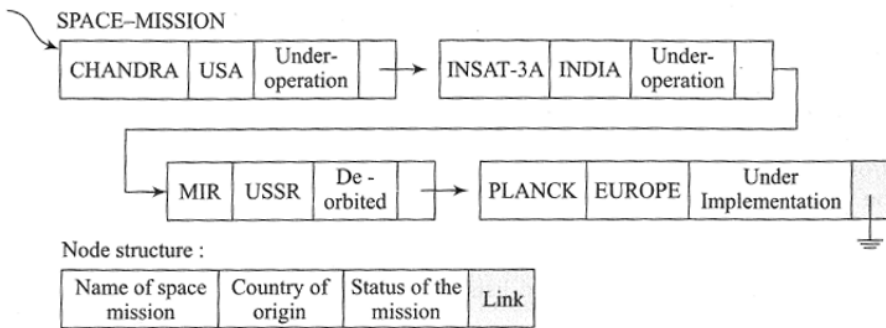 SPACE–MISSION
CHANDRA USA Under-
operation
INSAT-3A INDIA Under-
operation
MIR USSR De -
orbited
PLANCK EUROPE Under
Implementation
Node structure :
Name of space
mission
Country of
origin
Status of the
mission
Link